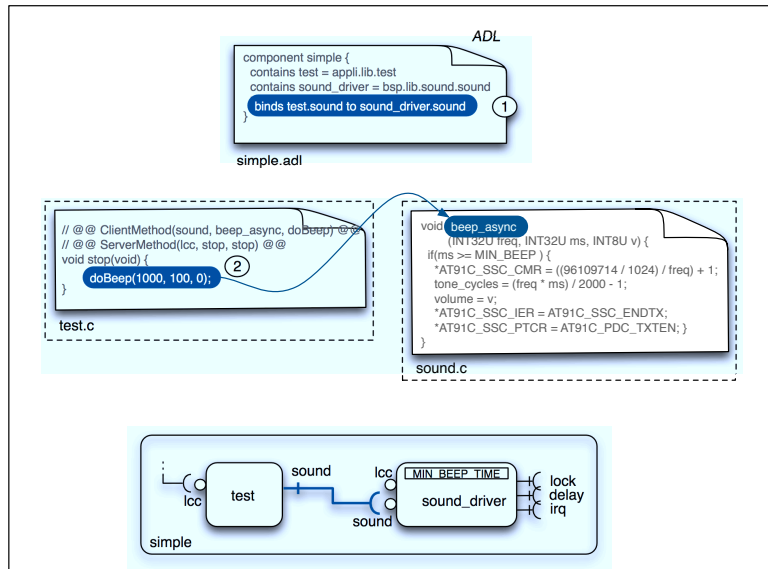 ADL
component simple {
contains test = appli.lib.test
contains sound_driver = bsp.lib.sound.sound
binds test.sound to sound_driver.sound
1
}
simple.adl
// @@ ClientMethod(sound, beep_async, doBeep) @@
// @@ ServerMethod(lcc, stop, stop) @@
void stop(void) {
doBeep(1000, 100, 0);
2
}
test.c
void beep_async
(INT32U freq, INT32U ms, INT8U v) {
if(ms >= MIN_BEEP ) {
*AT91C_SSC_CMR = ((96109714 / 1024) / freq) + 1;
tone_cycles = (freq * ms) / 2000 - 1;
volume = v;
*AT91C_SSC_IER = AT91C_SSC_ENDTX;
*AT91C_SSC_PTCR = AT91C_PDC_TXTEN; }
}
sound.c
lcc
test
sound
lcc
sound
MIN_BEEP_TIME
sound_driver
lock
delay
irq
simple